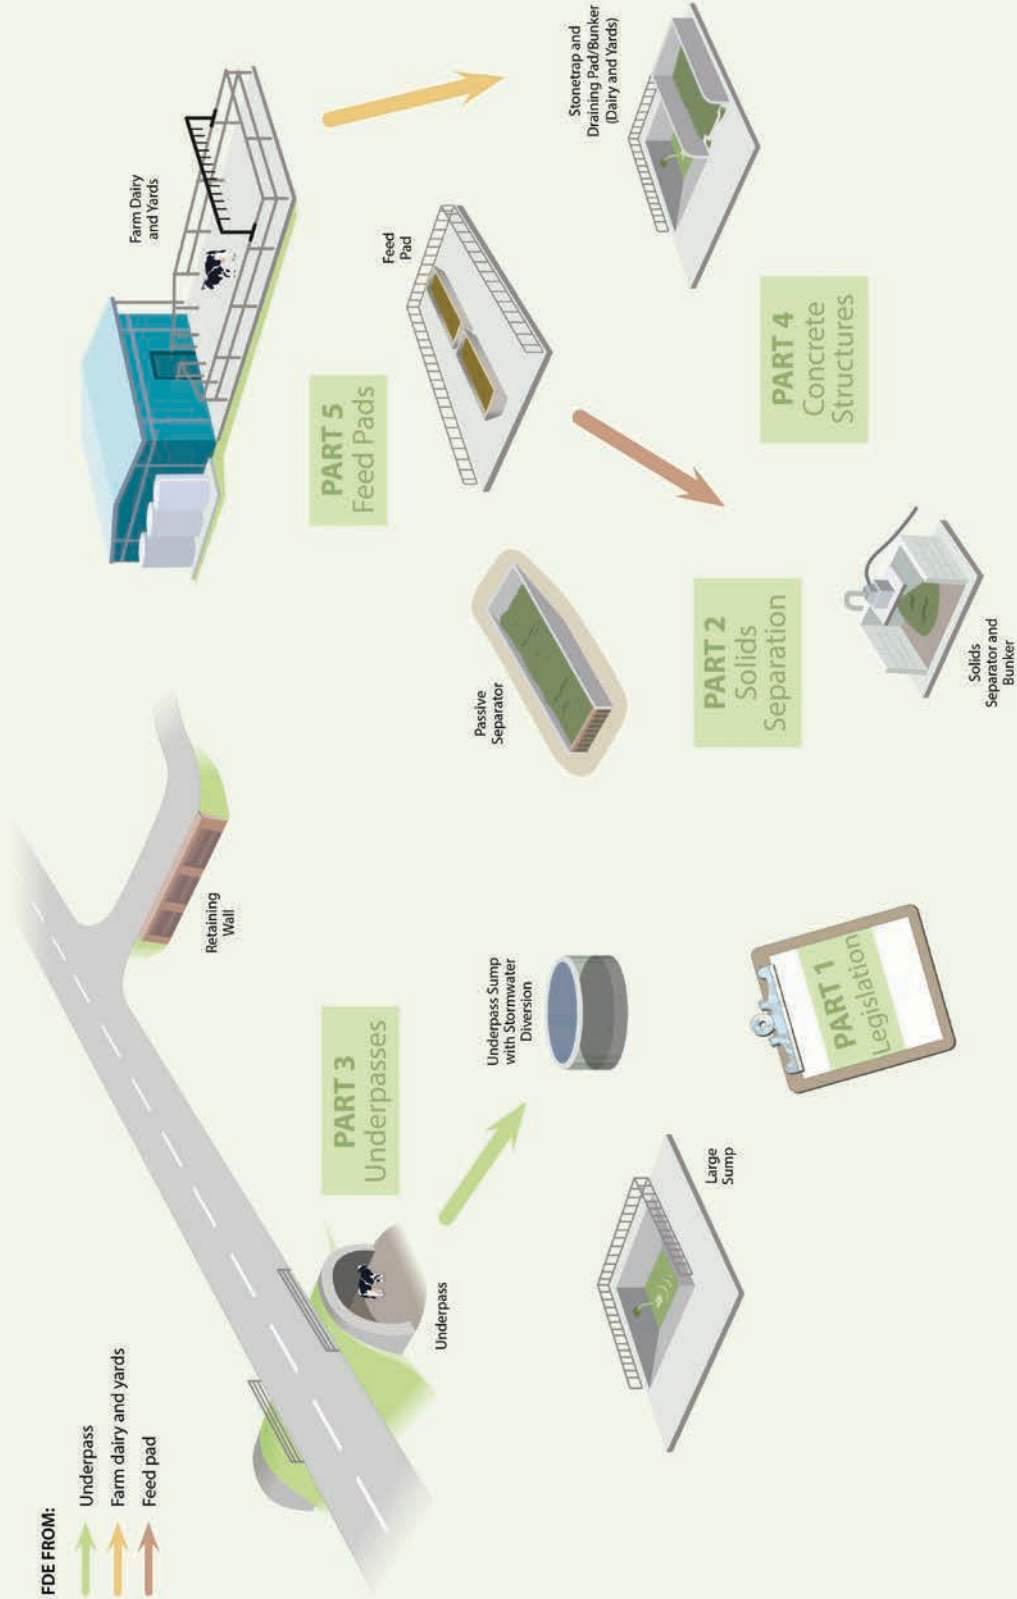 FDE FROM:
Underpass
Farm dairy and yards
Feed pad
Farm Dairy
and Yards
Retaining
Wall
PART 3
Underpasses
PART 5
Feed Pads
Feed
Pad
Stonetrap and
Draining Pad/Bunker
(Dairy and Yards)
Underpass
Underpass Sump
with Stormwater
Diversion
Passive
Separator
Large
Sump
PART 1
Legislation
PART 2
Solids
Separation
PART 4
Concrete
Structures
Solids
Separator and
Bunker